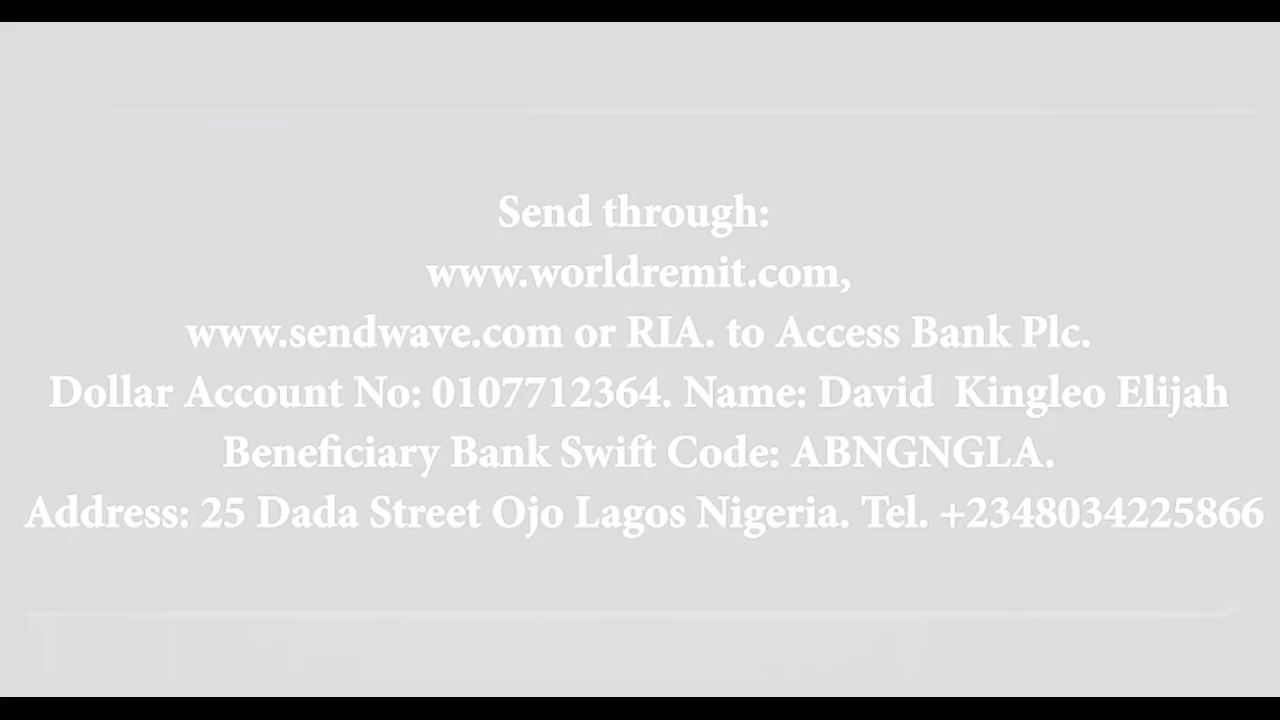 Send through:
www.worldremit.com,
www.sendwave.com or RIA. to Access Bank Plc.
Dollar Account No: 0107712364. Name: David  Kingleo Elijah
Beneficiary Bank Swift Code: ABNGNGLA.
Address: 25 Dada Street Ojo Lagos Nigeria. Tel. +2348034225866